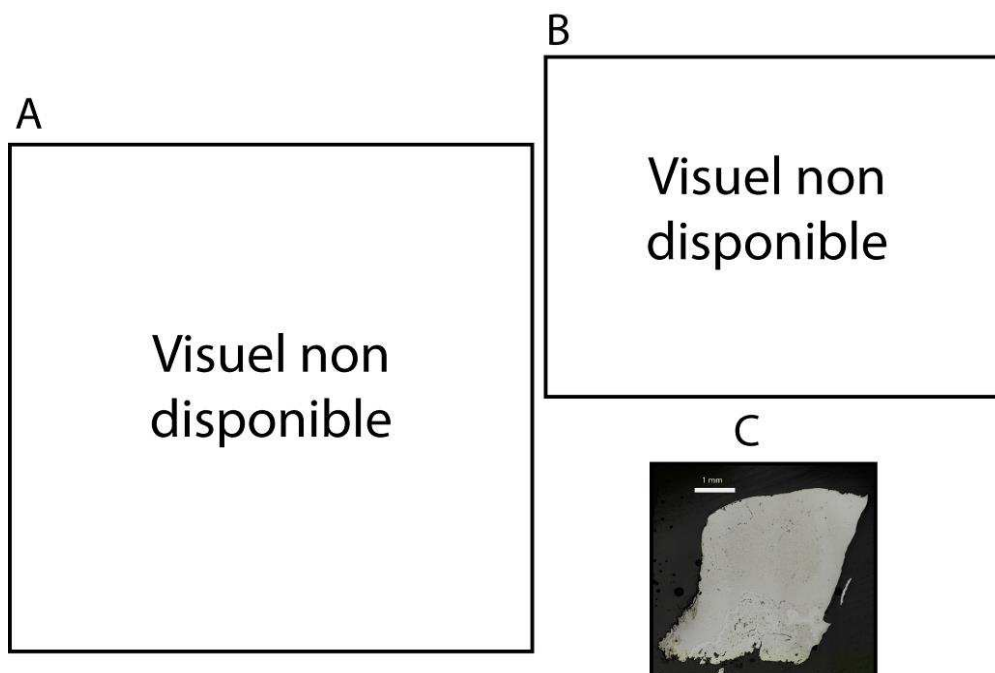 A
Visuel non
disponible
B
Visuel non
disponible
C
1 mm